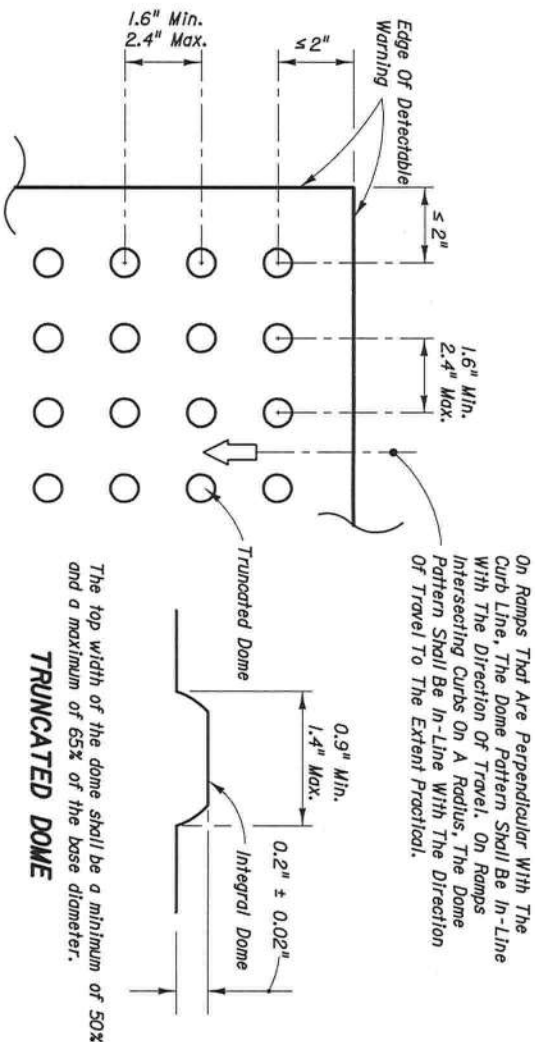 1.6" Min.
2.4" Max.
≤2"
Edge Of Detectable
Warning
≤ 2"
1.6" Min.
2.4" Max.
On Ramps That Are Perpendicular With The
Curb Line, The Dome Pattern Shall Be In-Line
With The Direction Of Travel. On Ramps
Intersecting Curbs On A Radius, The Dome
Pattern Shall Be In-Line With The Direction
Of Travel To The Extent Practical.
Truncated Dome
0.9" Min.
1.4" Max.
0.2" ± 0.02"
Integral Dome
The top width of the dome shall be a minimum of 50%
and a maximum of 65% of the base diameter.
TRUNCATED DOME